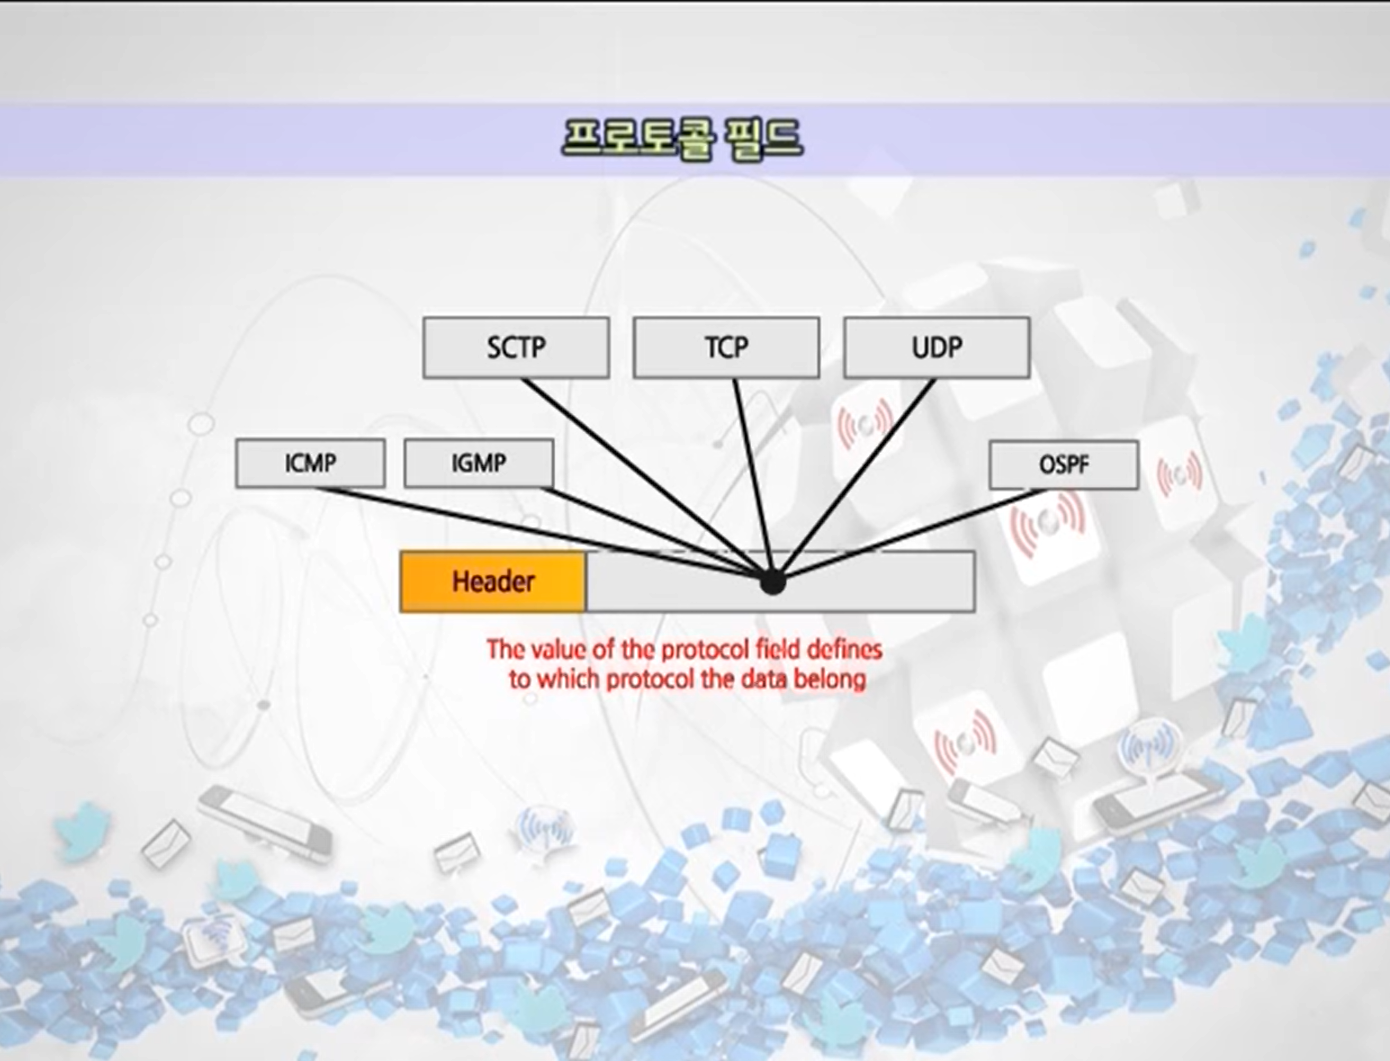 프로토콜 필드
SCTP
TCP
UDP
ICMP
IGMP
OSPF
Header
The value of the protocol field defines
to which protocol the data belong